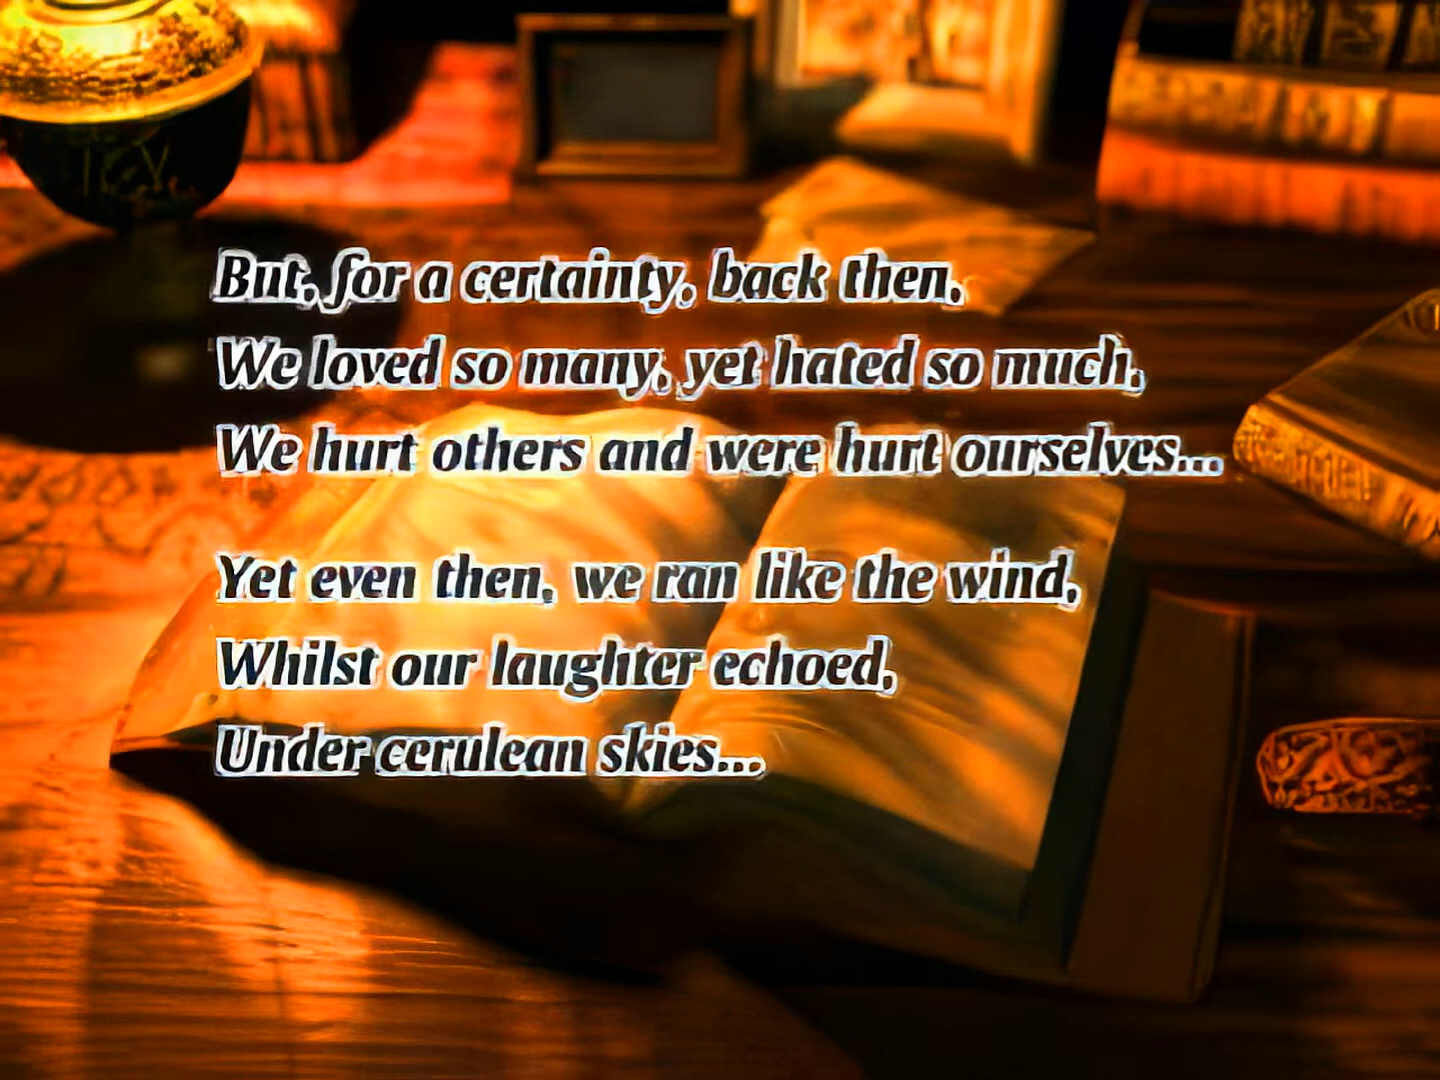 But, for a certainty, back then,
We loved so many, yet hated so much,
We hurt others and were hurt ourselves...
Yet even then, we ran like the wind,
Whilst our laughter echoed,
Under cerulean skies...